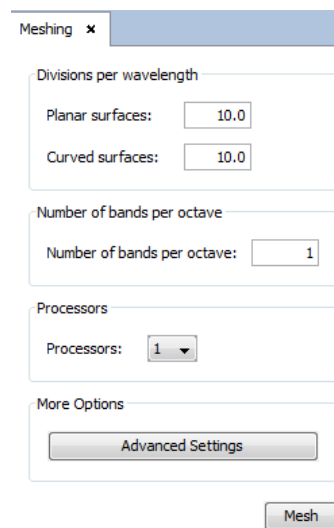 Meshing ×
Divisions per wavelength
Planar surfaces: 10.0
Curved surfaces: 10.0
Number of bands per octave
Number of bands per octave: 1
Processors
Processors: 1
More Options
Advanced Settings
Mesh